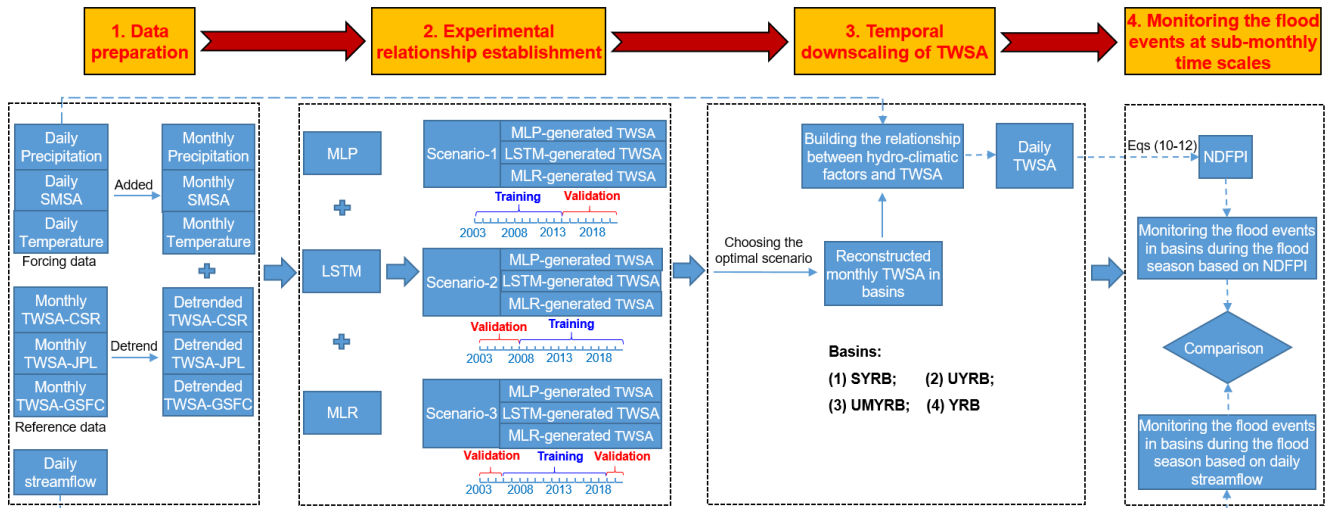 1. Data
preparation
2. Experimental
relationship establishment
3. Temporal
downscaling of TWSA
4. Monitoring the flood
events at sub-monthly
time scales
Daily
Precipitation
Daily
SMSA
Daily
Temperature
Forcing data
Added
Monthly
Precipitation
Monthly
SMSA
Monthly
Temperature
Monthly
TWSA-CSR
Monthly
TWSA-JPL
Monthly
TWSA-GSFC
Reference data
Detrend
Detrended
TWSA-CSR
Detrended
TWSA-JPL
Detrended
TWSA-GSFC
Daily
streamflow
MLP
LSTM
MLR
Scenario-1
MLP-generated TWSA
LSTM-generated TWSA
MLR-generated TWSA
Training Validation
2003 2008 2013 2018
Scenario-2
MLP-generated TWSA
LSTM-generated TWSA
MLR-generated TWSA
Validation Training
2003 2008 2013 2018
Scenario-3
MLP-generated TWSA
LSTM-generated TWSA
MLR-generated TWSA
Validation Training Validation
2003 2008 2013 2018
Choosing the
optimal scenario
Building the relationship
between hydro-climatic
factors and TWSA
Daily
TWSA
Reconstructed
monthly TWSA in
basins
Basins:
(1) SYRB; (2) UYRB;
(3) UMYRB; (4) YRB
Eqs (10-12)
NDFPI
Monitoring the flood events
in basins during the flood
season based on NDFPI
Comparison
Monitoring the flood events
in basins during the flood
season based on daily
streamflow